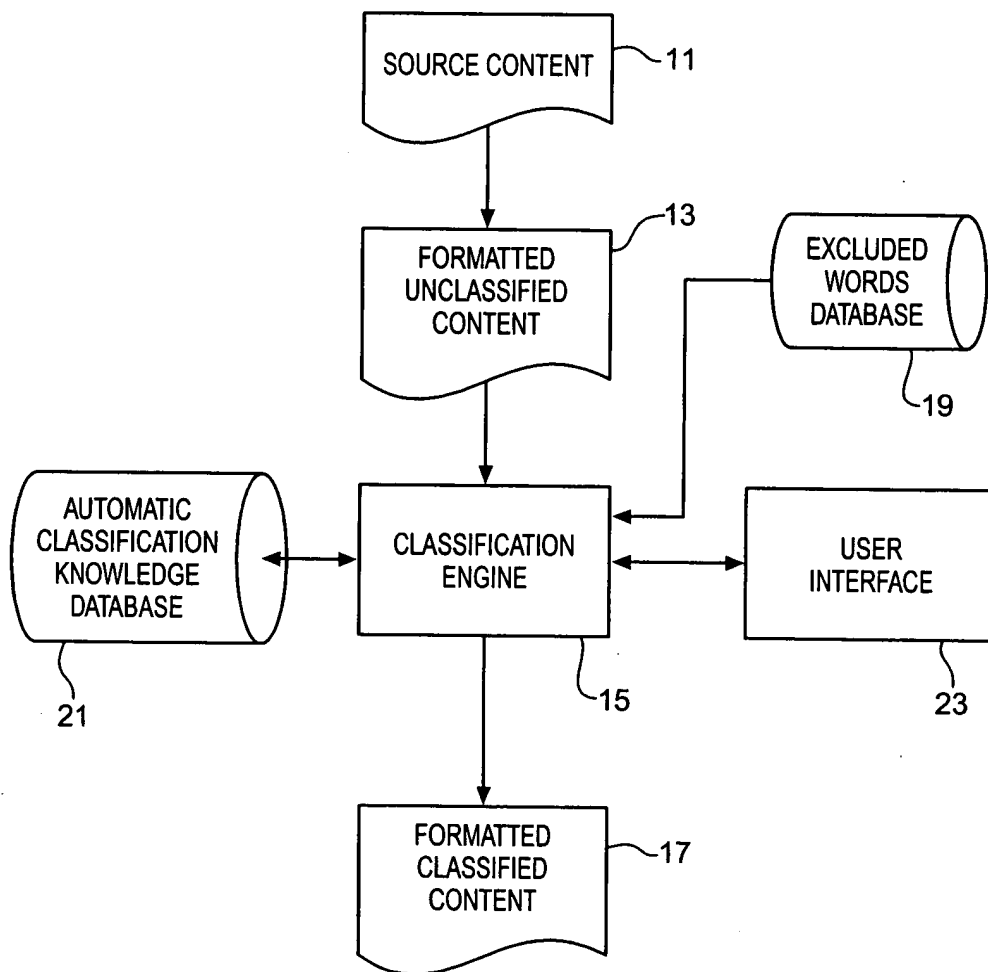 SOURCE CONTENT
11
FORMATTED
UNCLASSIFIED
CONTENT
13
EXCLUDED
WORDS
DATABASE
19
AUTOMATIC
CLASSIFICATION
KNOWLEDGE
DATABASE
21
CLASSIFICATION
ENGINE
15
USER
INTERFACE
23
FORMATTED
CLASSIFIED
CONTENT
17